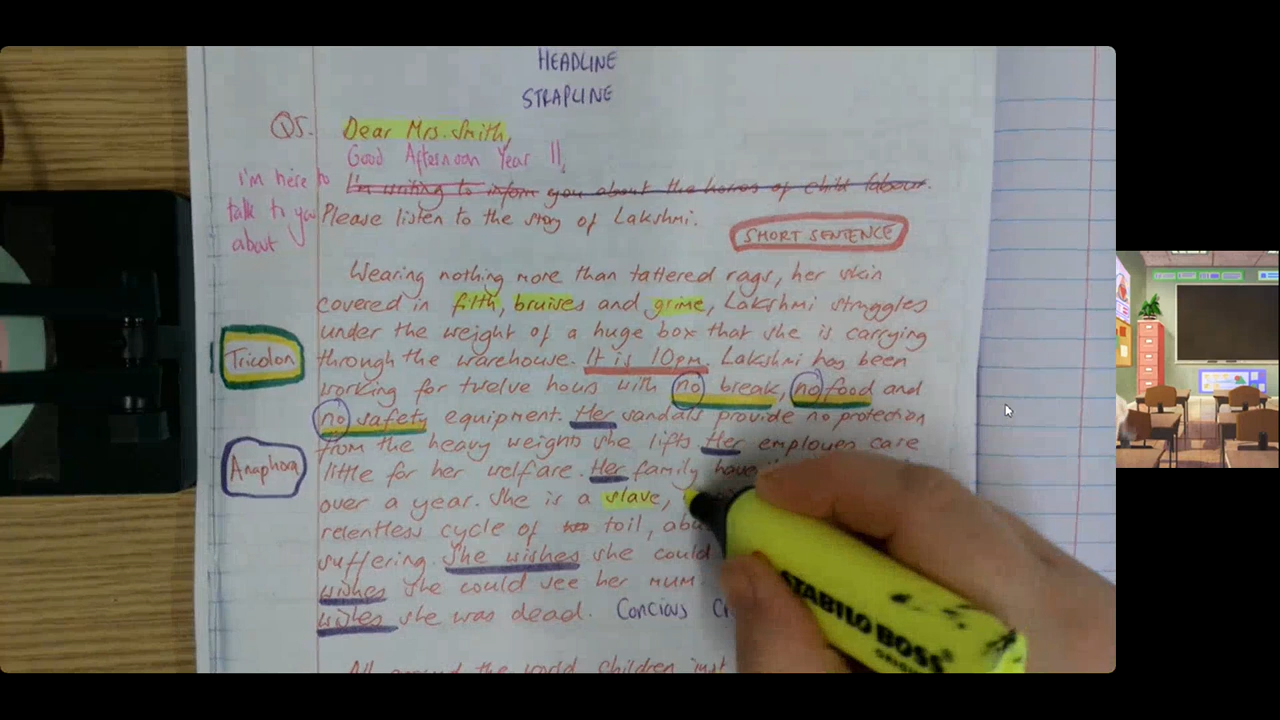 HEADLINE
STRAPLINE
Q5. Dear Mrs. Smith,
Good Afternoon Year 11,
I'm here to
talk to you
about
I'm writing to inform you about the horros of child labour.
Please listen to the story of Lakshmi.
SHORT SENTENCE
Wearing nothing more than tattered rags, her skin
covered in filth, bruises and grime, Lakshmi struggles
under the weight of a huge box that she is carrying
through the warehouse. It is 10pm. Lakshmi has been
working for twelve hours with no break, no food and
no safety equipment. Her sandals provide no protection
from the heavy weights she lifts. Her employers care
little for her welfare. Her family have
over a year. She is a slave,
relentless cycle of toil,
suffering. She wishes she could
wishes she could see her mum.
wishes she was dead. Concious
All around the world children just
Tricolon
Anaphora
STABILO BOSS
ORIGINAL